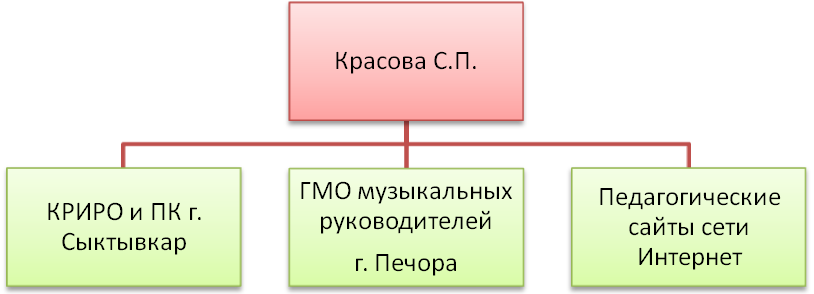 Красова С.П.
КРИРО и ПК г.
Сыктывкар
ГМО музыкальных
руководителей
г. Печора
Педагогические
сайты сети
Интернет